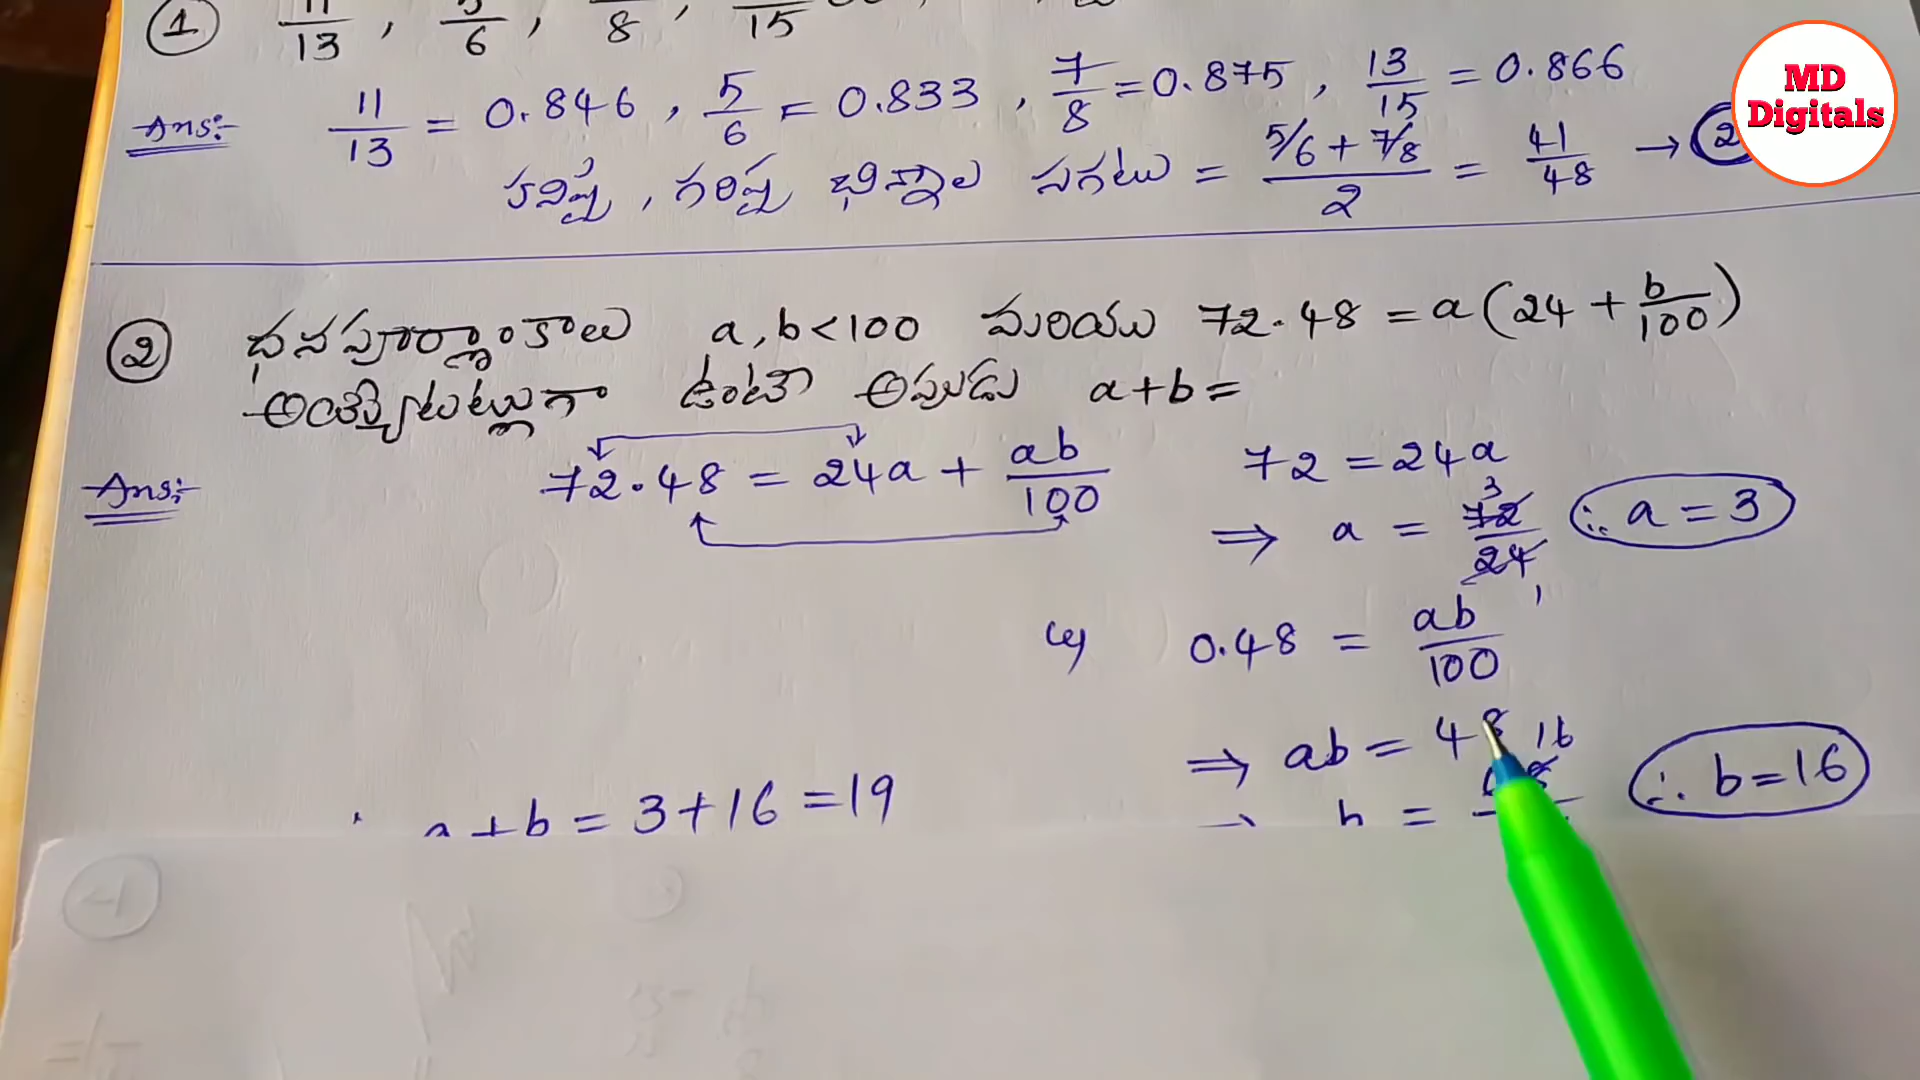 ① 11/13, 5/6, /8, /15
MD
Digitals
Ans:- 11/13 = 0.846, 5/6 = 0.833, 7/8 = 0.875, 13/15 = 0.866
కనిష్ఠ, గరిష్ఠ భిన్నాల సగటు = (5/6 + 7/8)/2 = 41/48 → ②
② ధనపూర్ణాంకాలు a, b < 100 మరియు 72.48 = a(24 + b/100)
అయ్యేటట్లుగా ఉంటే అప్పుడు a+b =
Ans:- 72.48 = 24a + ab/100 72 = 24a
⇒ a = 72/24 3 1 ∴ a = 3
0.48 = ab/100
⇒ ab = 48
b = 16 ∴ b = 16
a + b = 3 + 16 = 19